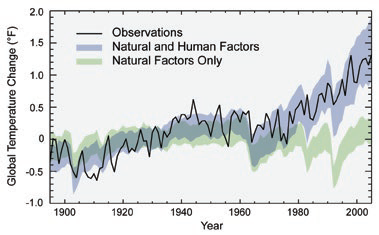 Global Temperature Change (°F)
2.0
1.5
1.0
0.5
0
-0.5
-1.0
Observations
Natural and Human Factors
Natural Factors Only
1900 1920 1940 1960 1980 2000
Year